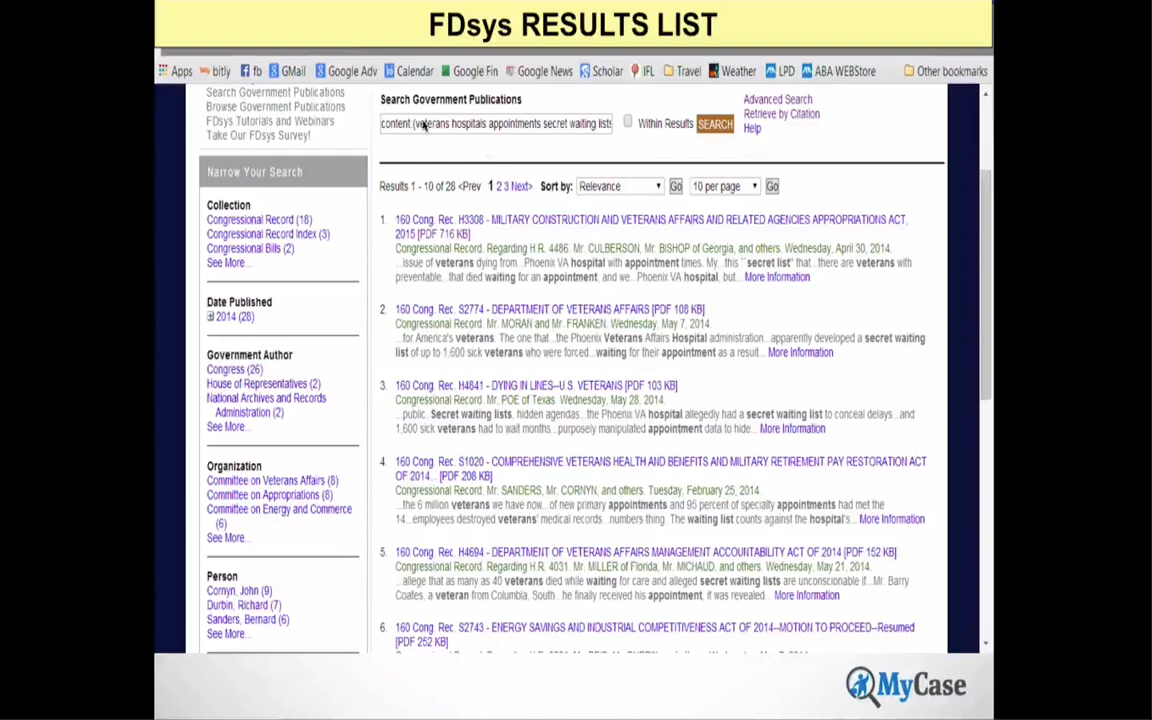 FDsys RESULTS LIST
Apps bitly fb GMail Google Adv Calendar Google Fin Google News Scholar IFL Travel Weather LPD ABA WEBStore Other bookmarks
Search Government Publications
Browse Government Publications
FDsys Tutorials and Webinars
Take Our FDsys Survey!
Narrow Your Search
Collection
Congressional Record (18)
Congressional Record Index (3)
Congressional Bills (2)
See More...
Date Published
2014 (28)
Government Author
Congress (26)
House of Representatives (2)
National Archives and Records
Administration (2)
See More...
Organization
Committee on Veterans Affairs (8)
Committee on Appropriations (8)
Committee on Energy and Commerce
(6)
See More...
Person
Cornyn, John (9)
Durbin, Richard (7)
Sanders, Bernard (6)
See More...
Search Government Publications
content:(veterans hospitals appointments secret waiting lists
Within Results SEARCH
Advanced Search
Retrieve by Citation
Help
Results 1 - 10 of 28 <Prev 1 2 3 Next> Sort by: Relevance Go 10 per page Go
1. 160 Cong. Rec. H3308 - MILITARY CONSTRUCTION AND VETERANS AFFAIRS AND RELATED AGENCIES APPROPRIATIONS ACT,
2015 [PDF 716 KB]
Congressional Record. Regarding H.R. 4486. Mr. CULBERSON, Mr. BISHOP of Georgia, and others. Wednesday, April 30, 2014.
...issue of veterans dying from...Phoenix VA hospital with appointment times. My...this ``secret list'' that...there are veterans with
preventable...that died waiting for an appointment, and we...Phoenix VA hospital, but... More Information
2. 160 Cong. Rec. S2774 - DEPARTMENT OF VETERANS AFFAIRS [PDF 108 KB]
Congressional Record. Mr. MORAN and Mr. FRANKEN. Wednesday, May 7, 2014.
...for America's veterans. The one that...the Phoenix Veterans Affairs Hospital administration...apparently developed a secret waiting
list of up to 1,600 sick veterans who were forced...waiting for their appointment as a result... More Information
3. 160 Cong. Rec. H4841 - DYING IN LINES--U.S. VETERANS [PDF 103 KB]
Congressional Record. Mr. POE of Texas. Wednesday, May 28, 2014.
...public. Secret waiting lists, hidden agendas...the Phoenix VA hospital allegedly had a secret waiting list to conceal delays...and
1,600 sick veterans had to wait months...purposely manipulated appointment data to hide... More Information
4. 160 Cong. Rec. S1020 - COMPREHENSIVE VETERANS HEALTH AND BENEFITS AND MILITARY RETIREMENT PAY RESTORATION ACT
OF 2014... [PDF 208 KB]
Congressional Record. Mr. SANDERS, Mr. CORNYN, and others. Tuesday, February 25, 2014.
...the 6 million veterans we have now...of new primary appointments and 95 percent of specialty appointments had met the
14...employees destroyed veterans' medical records...numbers thing. The waiting list counts against the hospital's... More Information
5. 160 Cong. Rec. H4694 - DEPARTMENT OF VETERANS AFFAIRS MANAGEMENT ACCOUNTABILITY ACT OF 2014 [PDF 152 KB]
Congressional Record. Regarding H.R. 4031. Mr. MILLER of Florida, Mr. MICHAUD, and others. Wednesday, May 21, 2014.
...allege that as many as 40 veterans died while waiting for care and alleged secret waiting lists are unconscionable if...Mr. Barry
Coates, a veteran from Columbia, South...he finally received his appointment, it was revealed... More Information
6. 160 Cong. Rec. S2743 - ENERGY SAVINGS AND INDUSTRIAL COMPETITIVENESS ACT OF 2014--MOTION TO PROCEED--Resumed
[PDF 252 KB]
MyCase